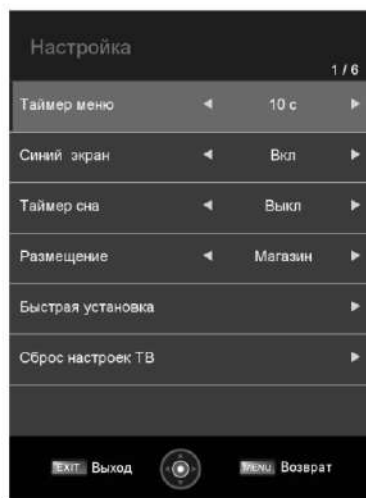 Настройка
1 / 6
Таймер меню 10 с
Синий экран Вкл
Таймер сна Выкл
Размещение Магазин
Быстрая установка
Сброс настроек ТВ
EXIT Выход MENU Возврат